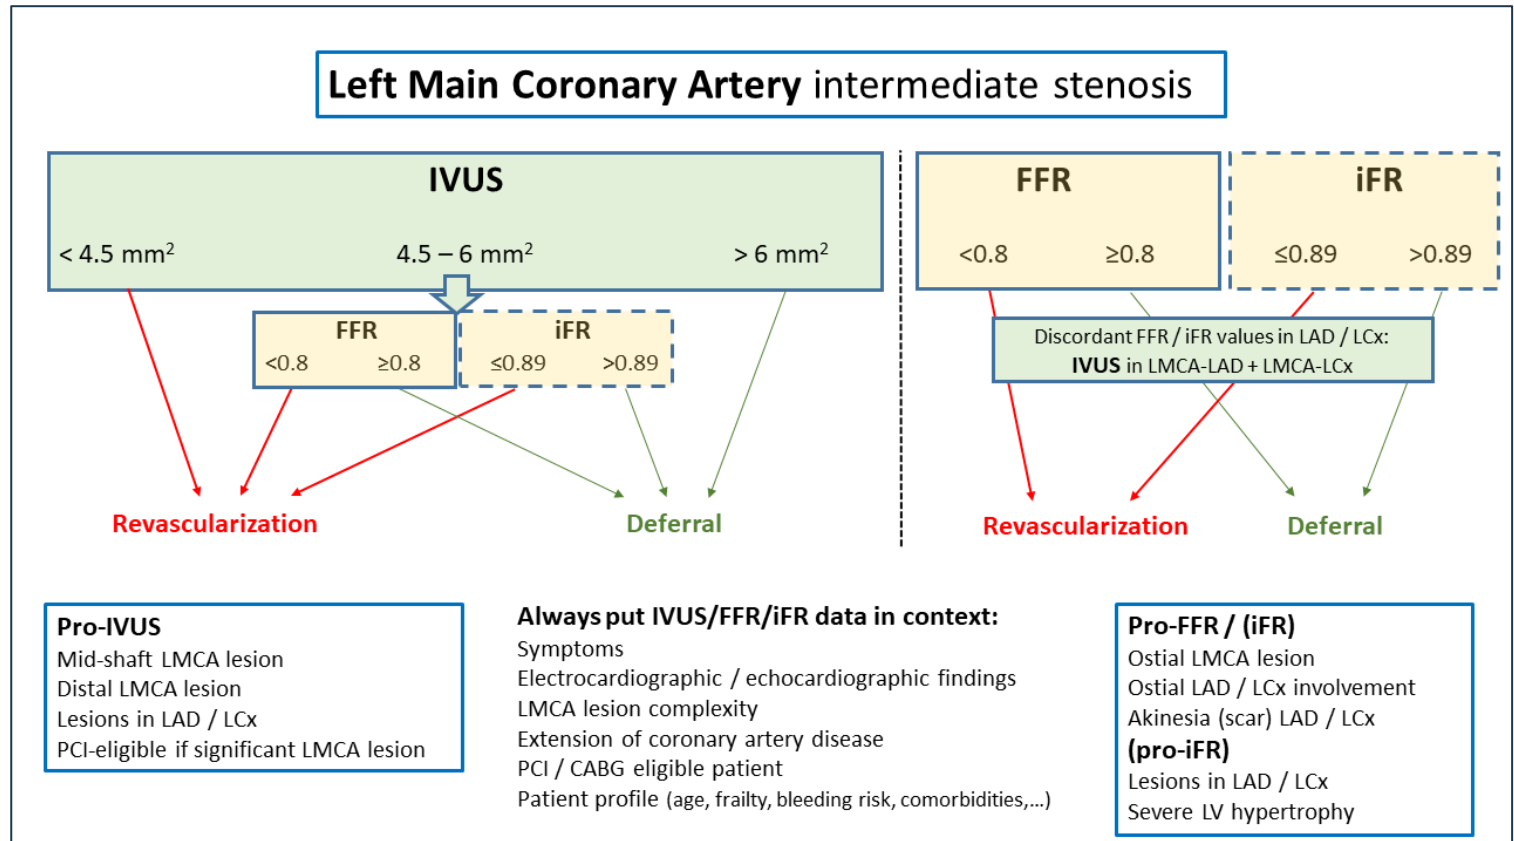 Left Main Coronary Artery intermediate stenosis
IVUS
< 4.5 mm²
4.5 – 6 mm²
> 6 mm²
FFR
<0.8
≥0.8
iFR
≤0.89
>0.89
Revascularization
Deferral
FFR
<0.8
≥0.8
iFR
≤0.89
>0.89
Discordant FFR / iFR values in LAD / LCx:
IVUS in LMCA-LAD + LMCA-LCx
Revascularization
Deferral
Pro-IVUS
Mid-shaft LMCA lesion
Distal LMCA lesion
Lesions in LAD / LCx
PCI-eligible if significant LMCA lesion
Always put IVUS/FFR/iFR data in context:
Symptoms
Electrocardiographic / echocardiographic findings
LMCA lesion complexity
Extension of coronary artery disease
PCI / CABG eligible patient
Patient profile (age, frailty, bleeding risk, comorbidities,...)
Pro-FFR / (iFR)
Ostial LMCA lesion
Ostial LAD / LCx involvement
Akinesia (scar) LAD / LCx
(pro-iFR)
Lesions in LAD / LCx
Severe LV hypertrophy